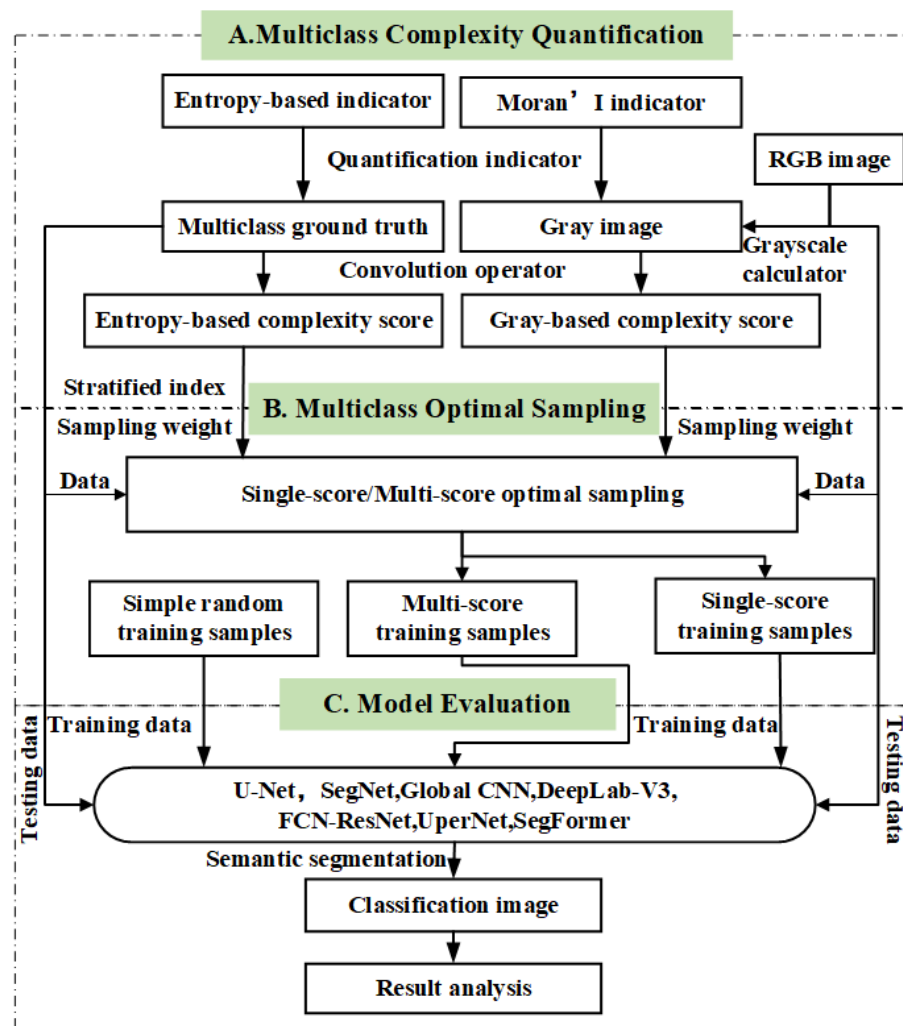 A.Multiclass Complexity Quantification
Entropy-based indicator
Moran’ I indicator
Quantification indicator
RGB image
Multiclass ground truth
Gray image
Grayscale
calculator
Convolution operator
Entropy-based complexity score
Gray-based complexity score
Stratified index
B. Multiclass Optimal Sampling
Sampling weight
Sampling weight
Data
Single-score/Multi-score optimal sampling
Data
Simple random
training samples
Multi-score
training samples
Single-score
training samples
C. Model Evaluation
Testing data
Training data
Training data
Testing data
U-Net，SegNet,Global CNN,DeepLab-V3,
FCN-ResNet,UperNet,SegFormer
Semantic segmentation
Classification image
Result analysis